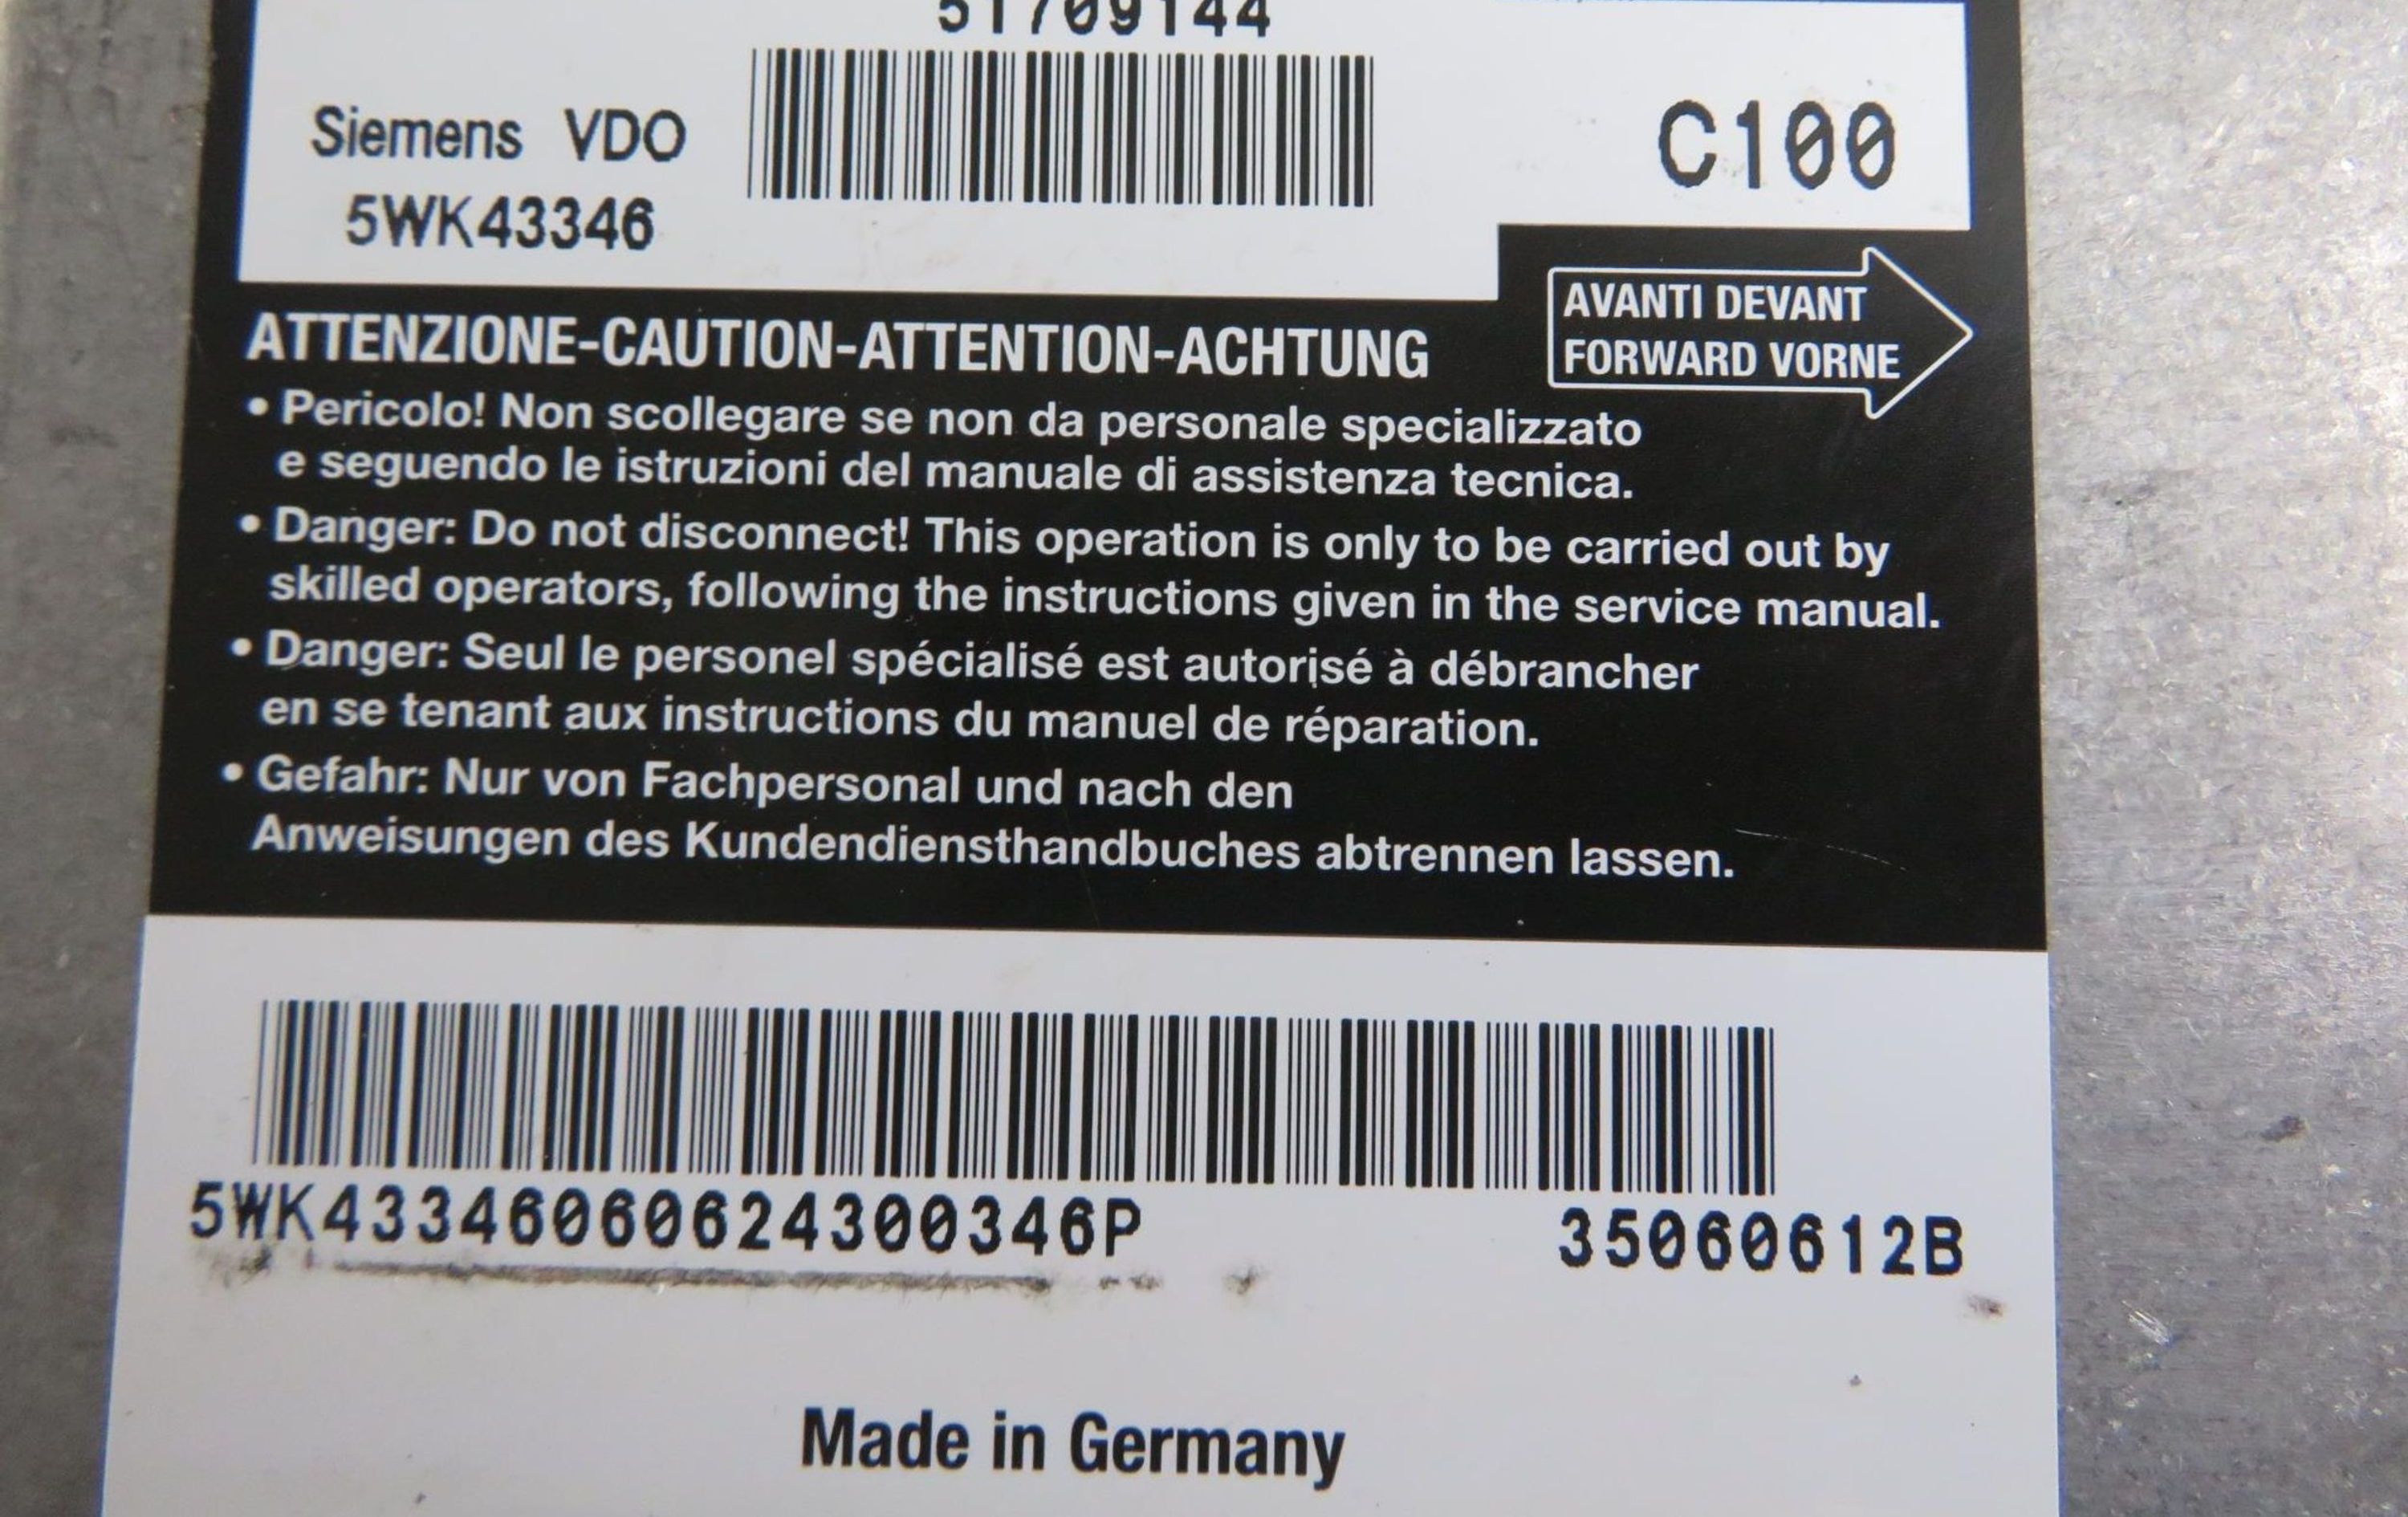 51709144
Siemens VDO
5WK43346
C100
AVANTI DEVANT
FORWARD VORNE
ATTENZIONE-CAUTION-ATTENTION-ACHTUNG
• Pericolo! Non scollegare se non da personale specializzato
e seguendo le istruzioni del manuale di assistenza tecnica.
• Danger: Do not disconnect! This operation is only to be carried out by
skilled operators, following the instructions given in the service manual.
• Danger: Seul le personel spécialisé est autorisé à débrancher
en se tenant aux instructions du manuel de réparation.
• Gefahr: Nur von Fachpersonal und nach den
Anweisungen des Kundendiensthandbuches abtrennen lassen.
5WK43346060624300346P
35060612B
Made in Germany